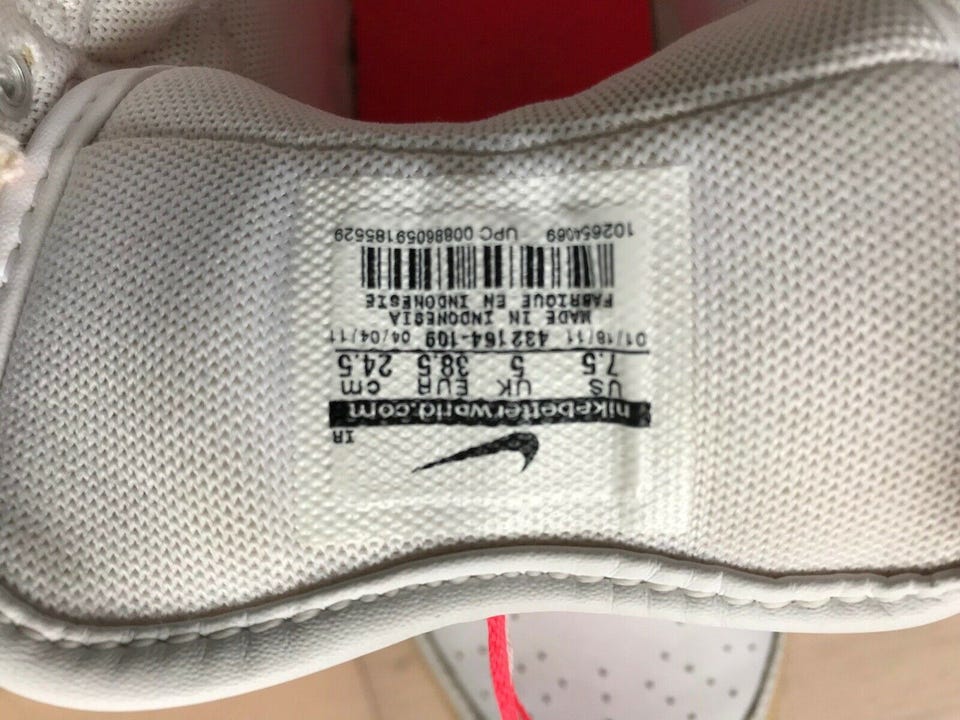 IR
nikebetterworld.com
US UK EUR cm
7.5 5 38.5 24.5
01/18/11 432164-109 04/04/11
MADE IN INDONESIA
FABRIQUE EN INDONESIE
102654069 UPC 00886059185529